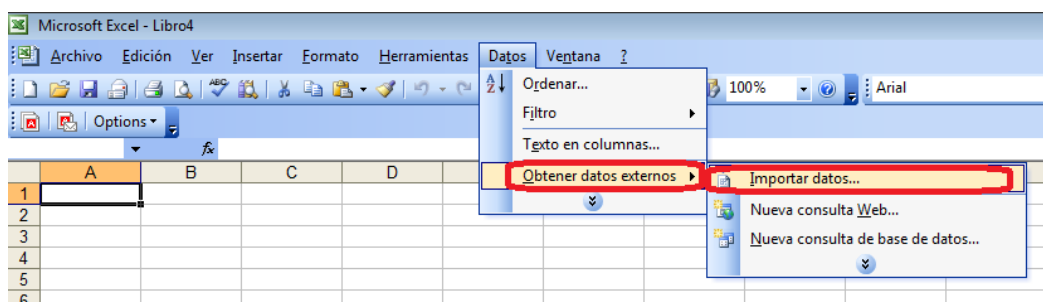 Microsoft Excel - Libro4
Archivo Edición Ver Insertar Formato Herramientas Datos Ventana ?
100% Arial
Options
fx
Ordenar...
Filtro
Texto en columnas...
Obtener datos externos
Importar datos...
Nueva consulta Web...
Nueva consulta de base de datos...
A B C D
1
2
3
4
5
6